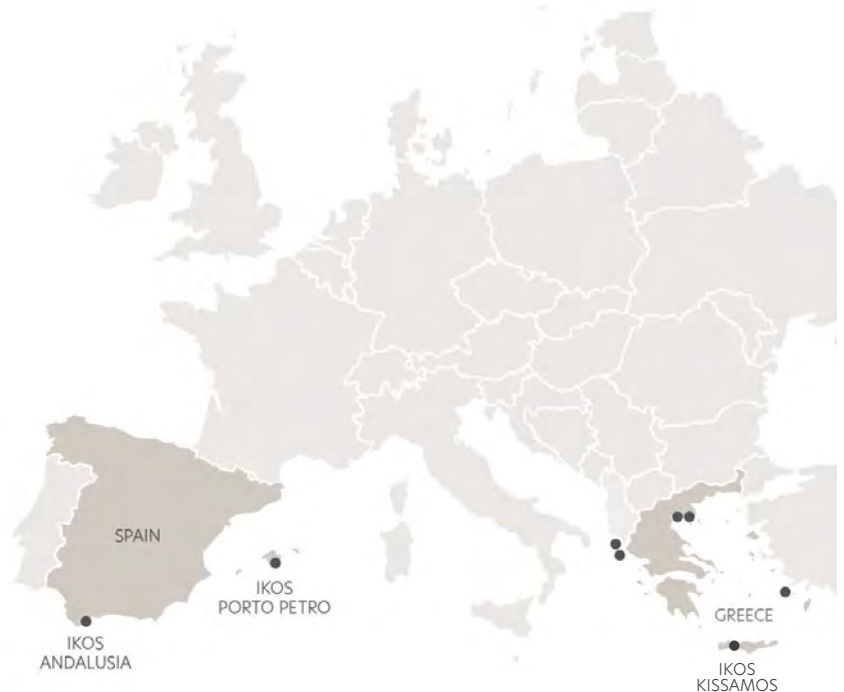 SPAIN
IKOS
PORTO PETRO
IKOS
ANDALUSIA
GREECE
IKOS
KISSAMOS